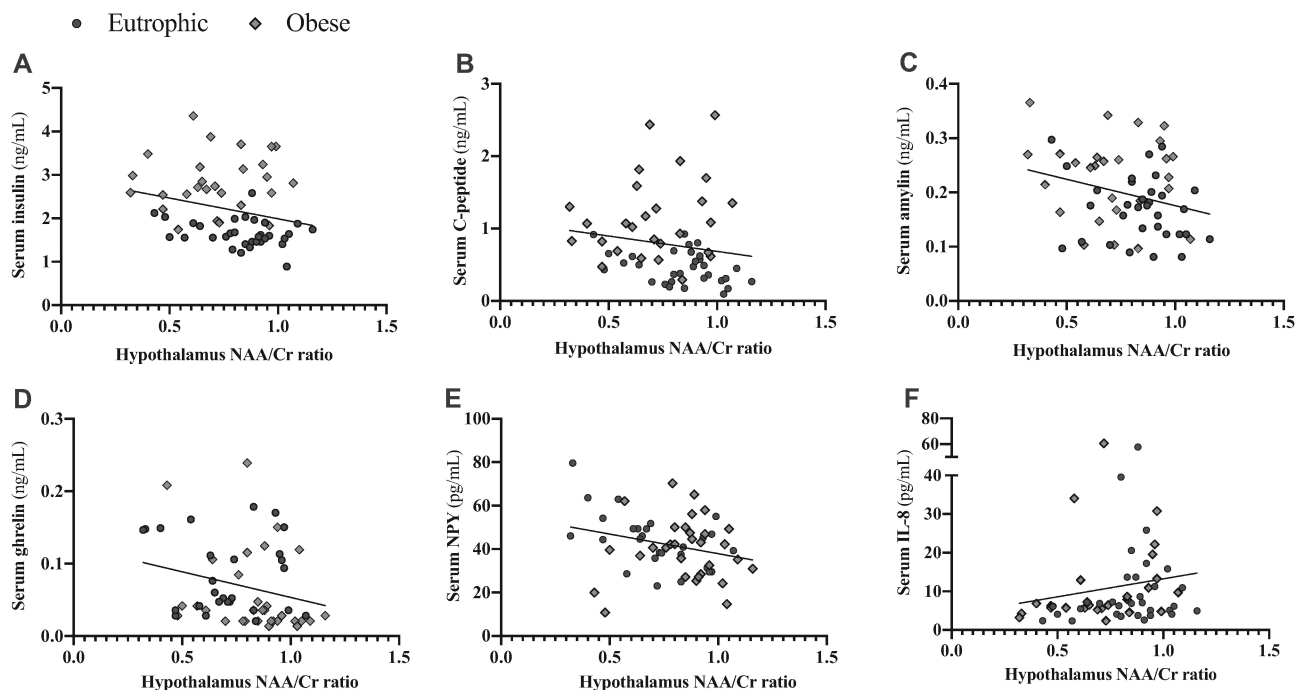 Eutrophic Obese
A
Serum insulin (ng/mL)
5
4
3
2
1
0
0.0 0.5 1.0 1.5
Hypothalamus NAA/Cr ratio
B
Serum C-peptide (ng/mL)
3
2
1
0
0.0 0.5 1.0 1.5
Hypothalamus NAA/Cr ratio
C
Serum amylin (ng/mL)
0.4
0.3
0.2
0.1
0.0
0.0 0.5 1.0 1.5
Hypothalamus NAA/Cr ratio
D
Serum ghrelin (ng/mL)
0.3
0.2
0.1
0.0
0.0 0.5 1.0 1.5
Hypothalamus NAA/Cr ratio
E
Serum NPY (pg/mL)
100
80
60
40
20
0
0.0 0.5 1.0 1.5
Hypothalamus NAA/Cr ratio
F
Serum IL-8 (pg/mL)
80
60
40
30
20
10
0
0.0 0.5 1.0 1.5
Hypothalamus NAA/Cr ratio